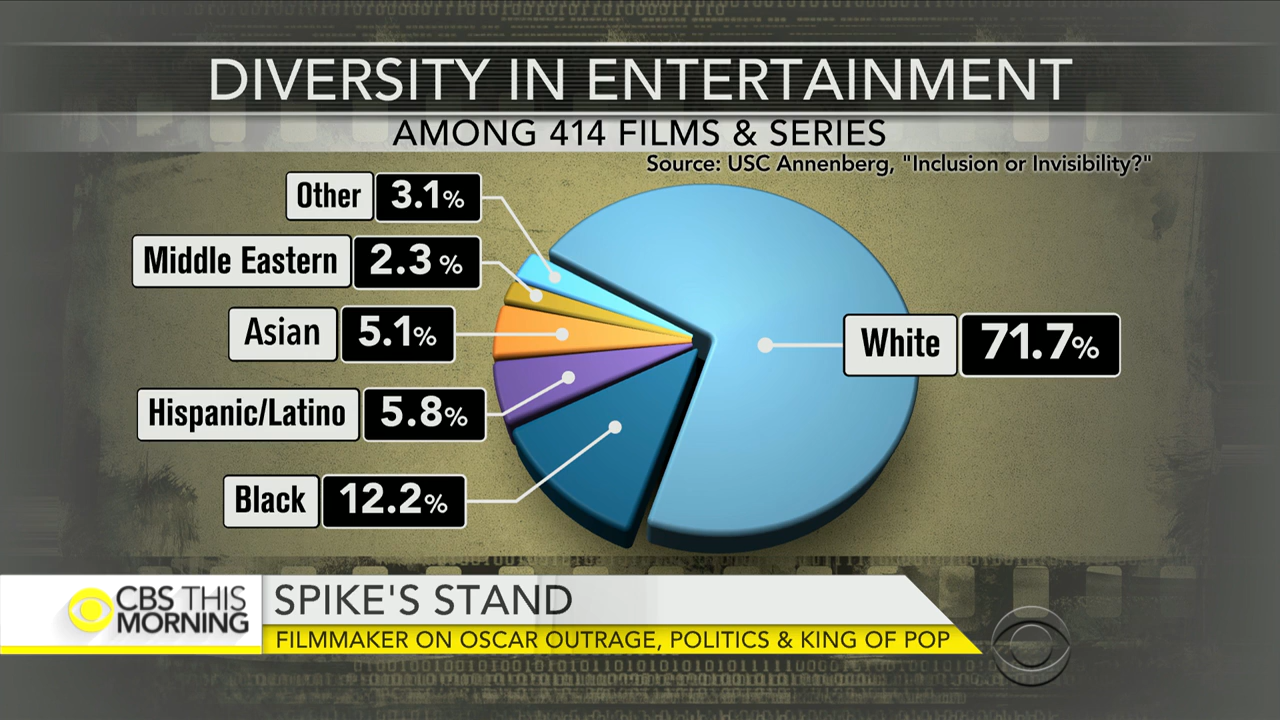 DIVERSITY IN ENTERTAINMENT
AMONG 414 FILMS & SERIES
Source: USC Annenberg, "Inclusion or Invisibility?"
Other 3.1%
Middle Eastern 2.3%
Asian 5.1%
White 71.7%
Hispanic/Latino 5.8%
Black 12.2%
CBS THIS
MORNING
SPIKE'S STAND
FILMMAKER ON OSCAR OUTRAGE, POLITICS & KING OF POP